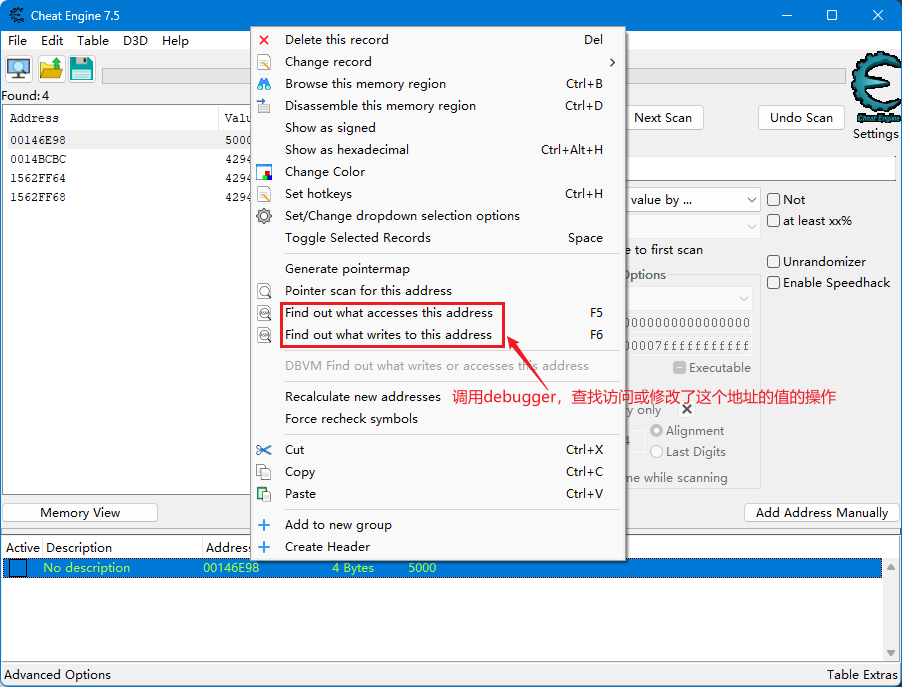 Cheat Engine 7.5
File Edit Table D3D Help
Found: 4
Address Valu
00146E98 5000
0014BCBC 4294
1562FF64 4294
1562FF68 4294
Delete this record Del
Change record
Browse this memory region Ctrl+B
Disassemble this memory region Ctrl+D
Show as signed
Show as hexadecimal Ctrl+Alt+H
Change Color
Set hotkeys Ctrl+H
Set/Change dropdown selection options
Toggle Selected Records Space
Generate pointermap
Pointer scan for this address
Find out what accesses this address F5
Find out what writes to this address F6
DBVM Find out what writes or accesses this address
Recalculate new addresses
Force recheck symbols
Cut Ctrl+X
Copy Ctrl+C
Paste Ctrl+V
Add to new group
Create Header
调用debugger，查找访问或修改了这个地址的值的操作
Next Scan Undo Scan
Cheat Engine
Settings
value by ... Not
at least xx%
e to first scan
Unrandomizer
Options
Enable Speedhack
0000000000000000
00007fffffffffff
Executable
y only
4 Alignment
Last Digits
me while scanning
Memory View Add Address Manually
Active Description Address
No description 00146E98 4 Bytes 5000
Advanced Options Table Extras